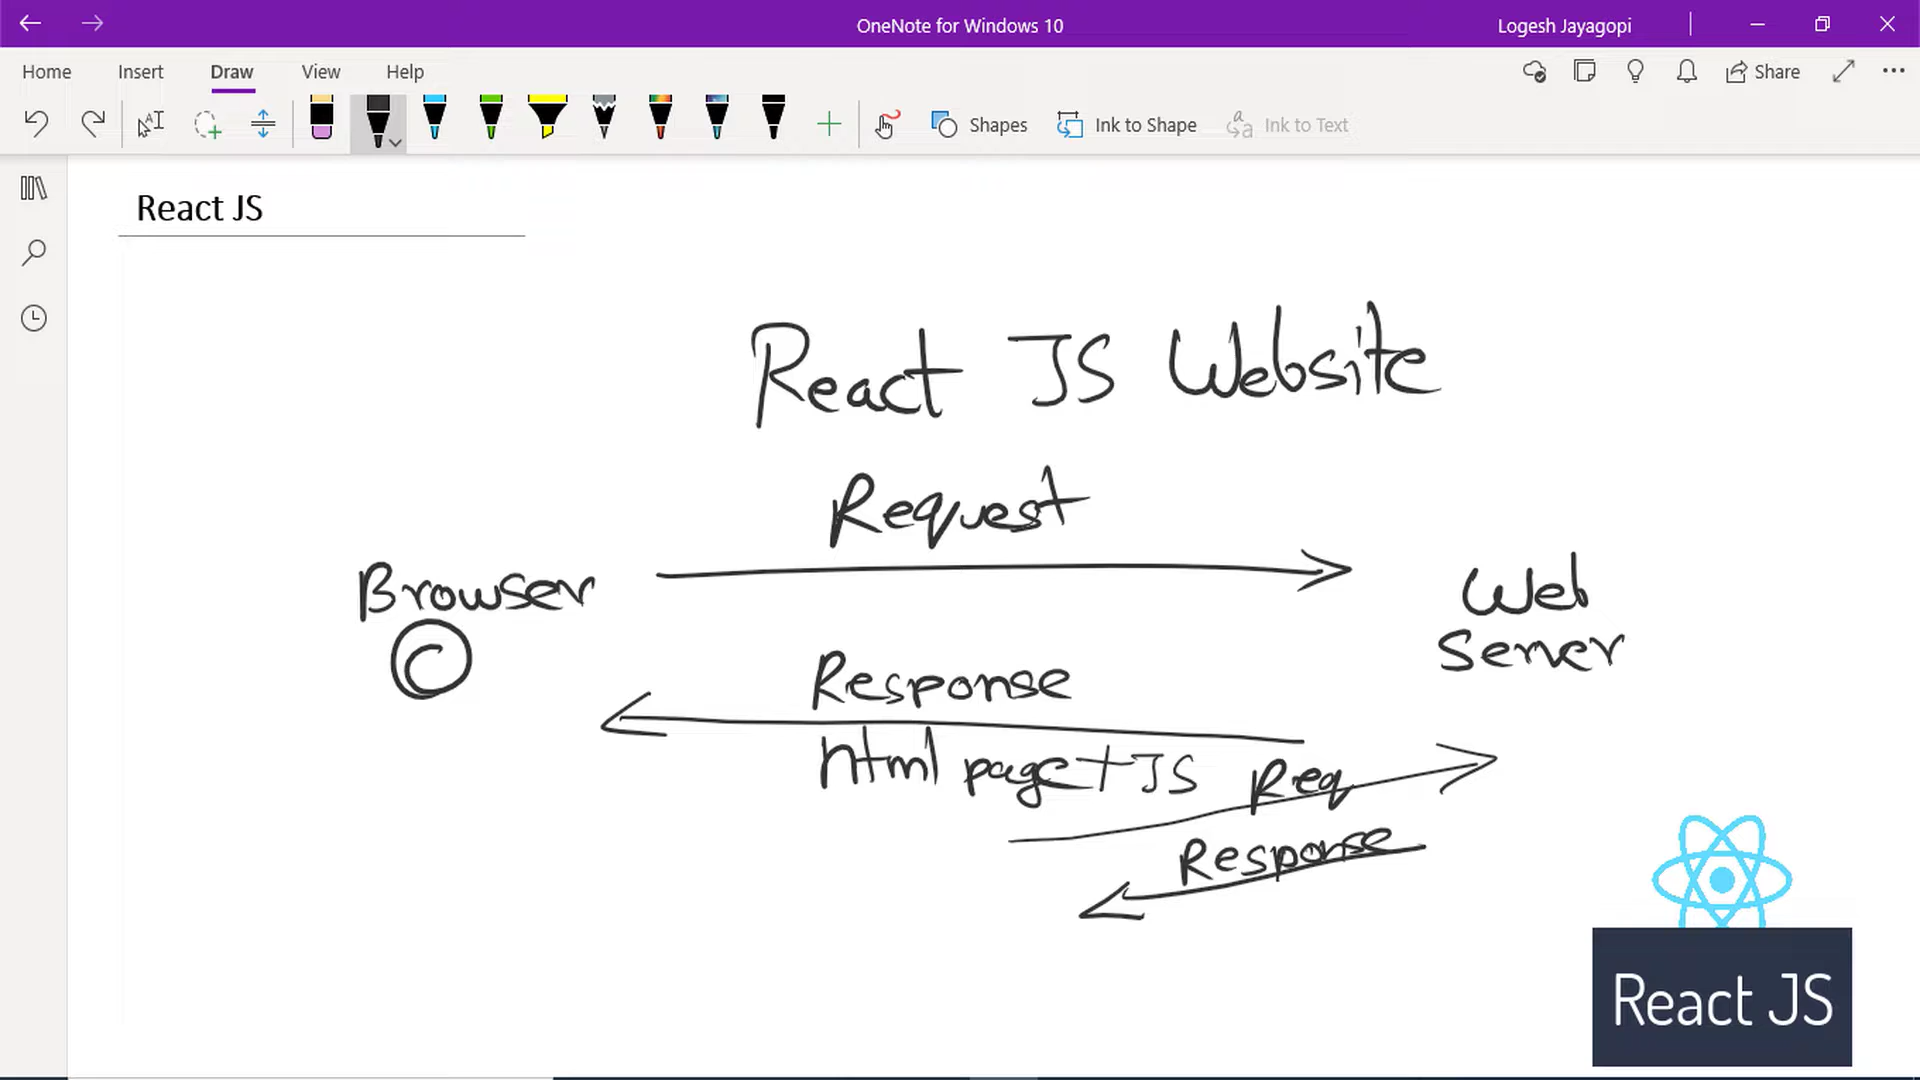 OneNote for Windows 10
Logesh Jayagopi
Home Insert Draw View Help
Share
Shapes
Ink to Shape
Ink to Text
React JS
React JS Website
Request
Browser
Web
Server
C
Response
html page + JS
Req
Response
React JS